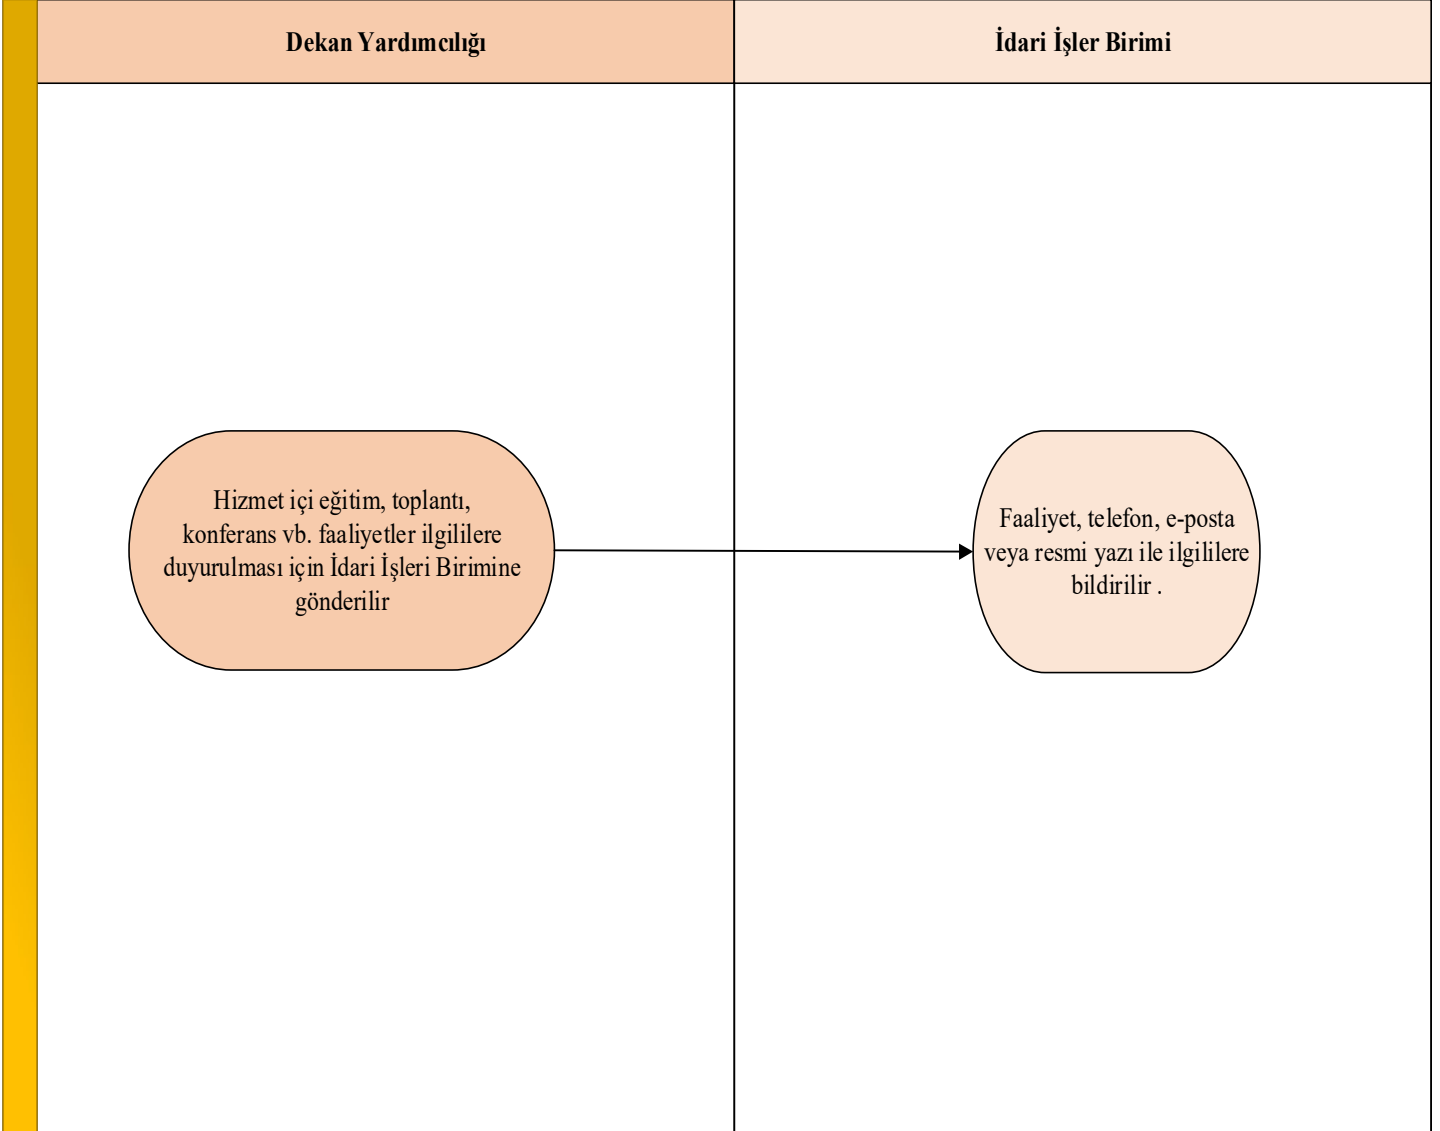 Dekan Yardımcılığı
İdari İşler Birimi
Hizmet içi eğitim, toplantı,
konferans vb. faaliyetler ilgililere
duyurulması için İdari İşleri Birimine
gönderilir
Faaliyet, telefon, e-posta
veya resmi yazı ile ilgililere
bildirilir .